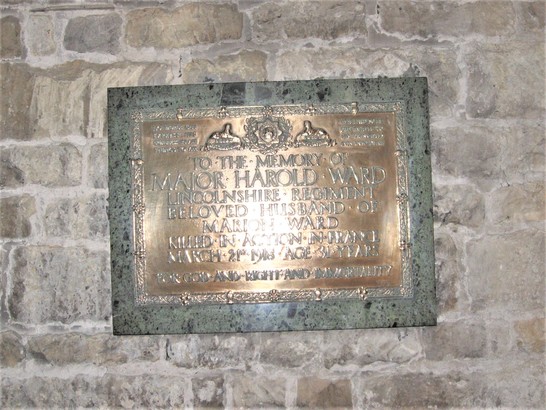 TO · THE · MEMORY · OF
MAJOR HAROLD WARD
LINCOLNSHIRE · REGIMENT
BELOVED · HUSBAND · OF
MARION WARD
KILLED · IN · ACTION · IN · FRANCE
MARCH · 21ST · 1918 · AGE · 31 · YEARS
FOR · GOD · AND · RIGHT · AND · IMMORTALITY